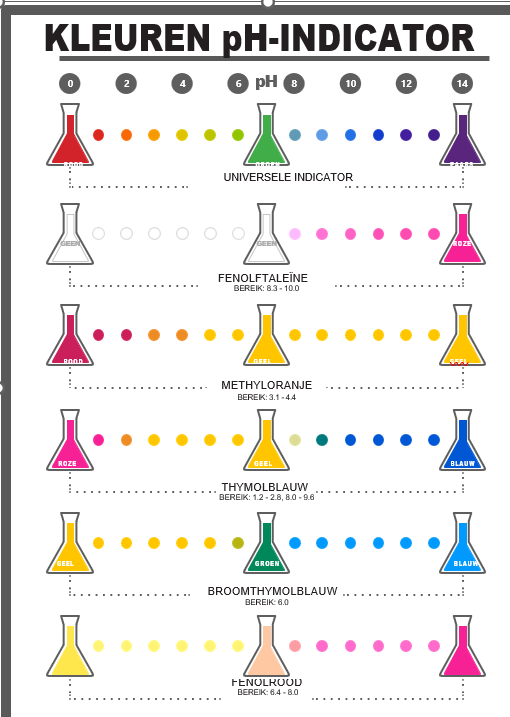 KLEUREN pH-INDICATOR
0 2 4 6 pH 8 10 12 14
ROOD GROEN PAARS
UNIVERSELE INDICATOR
GEEN GEEN ROZE
FENOLFTALEÏNE
BEREIK: 8.3 - 10.0
ROOD GEEL GEEL
METHYLORANJE
BEREIK: 3.1 - 4.4
ROZE GEEL BLAUW
THYMOLBLAUW
BEREIK: 1.2 - 2.8, 8.0 - 9.6
GEEL GROEN BLAUW
BROOMTHYMOLBLAUW
BEREIK: 6.0
FENOLROOD
BEREIK: 6.4 - 8.0